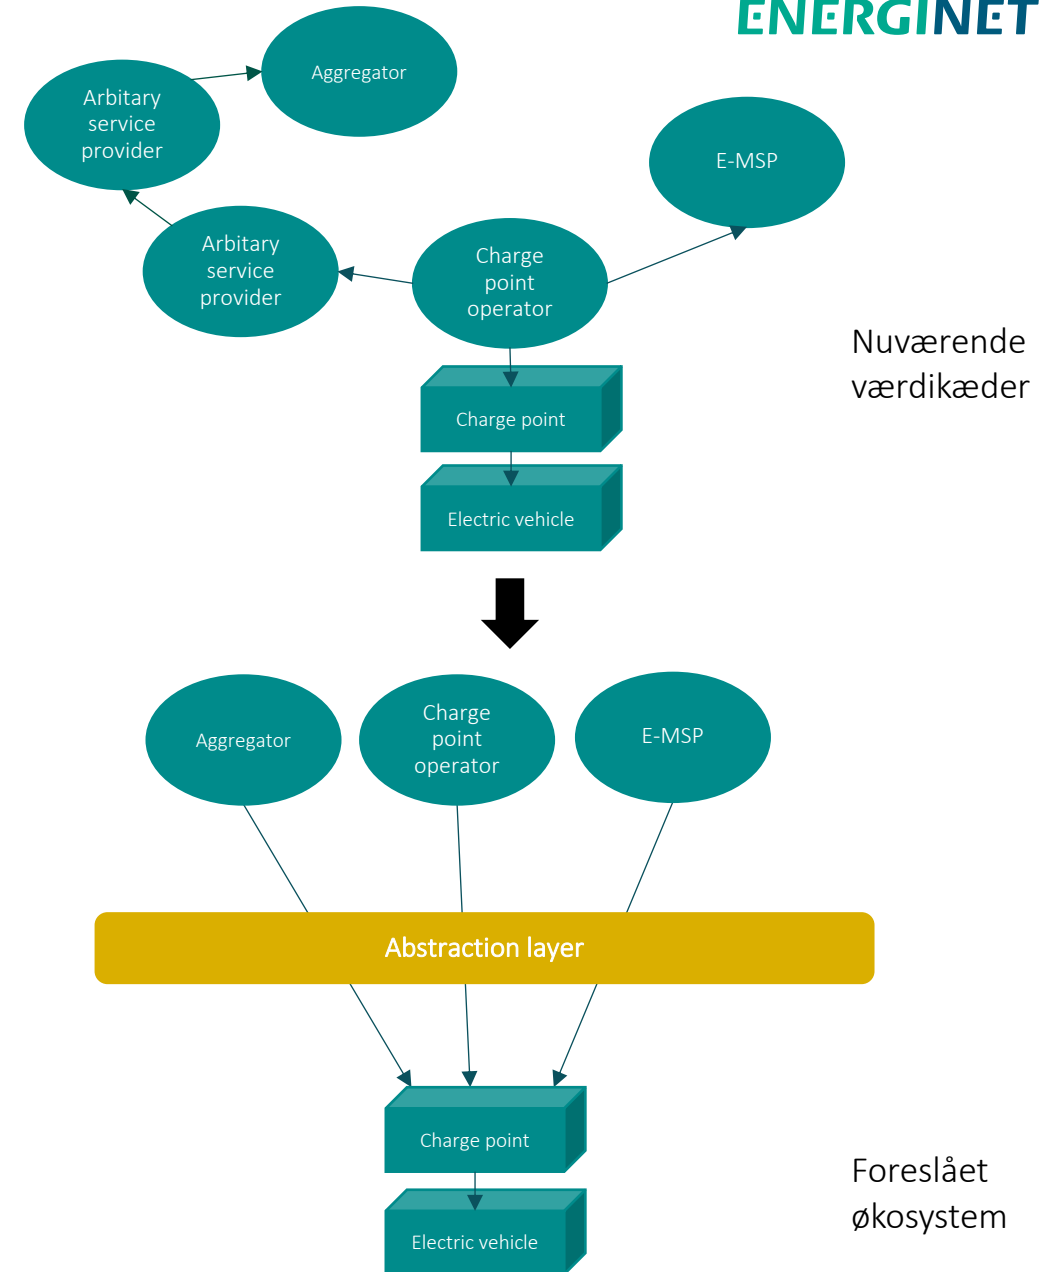 ENERGINET
Aggregator
Arbitary
service
provider
E-MSP
Arbitary
service
provider
Charge
point
operator
Nuværende
værdikæder
Charge point
Electric vehicle
Aggregator
Charge
point
operator
E-MSP
Abstraction layer
Charge point
Foreslået
økosystem
Electric vehicle